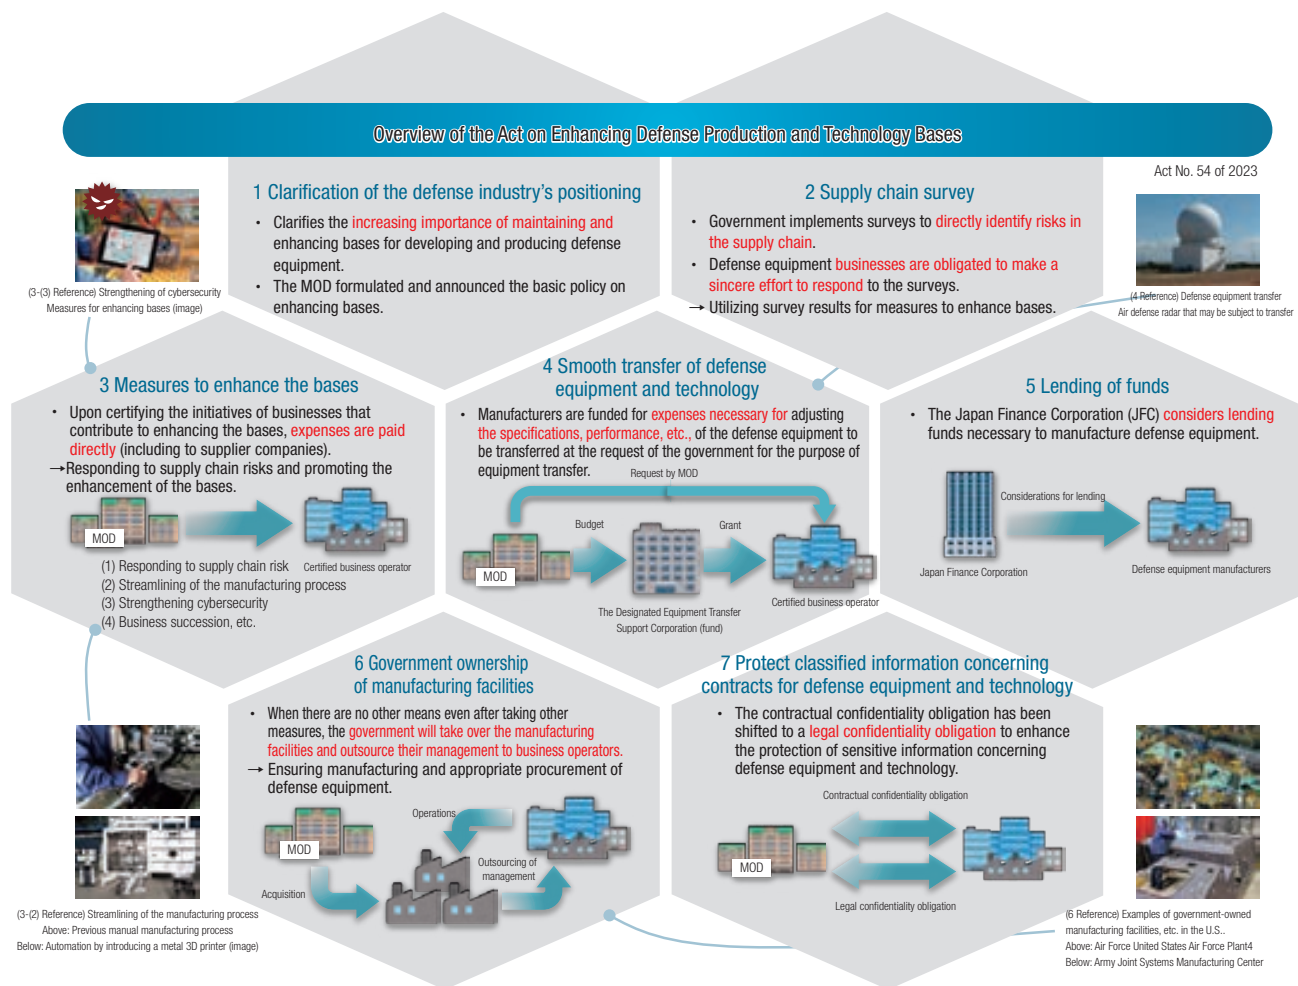 Overview of the Act on Enhancing Defense Production and Technology Bases
Act No. 54 of 2023
1 Clarification of the defense industry's positioning
• Clarifies the increasing importance of maintaining and
enhancing bases for developing and producing defense
equipment.
• The MOD formulated and announced the basic policy on
enhancing bases.
2 Supply chain survey
• Government implements surveys to directly identify risks in
the supply chain.
• Defense equipment businesses are obligated to make a
sincere effort to respond to the surveys.
→ Utilizing survey results for measures to enhance bases.
(3-(3) Reference) Strengthening of cybersecurity
Measures for enhancing bases (image)
(4 Reference) Defense equipment transfer
Air defense radar that may be subject to transfer
3 Measures to enhance the bases
• Upon certifying the initiatives of businesses that
contribute to enhancing the bases, expenses are paid
directly (including to supplier companies).
→Responding to supply chain risks and promoting the
enhancement of the bases.
MOD
Certified business operator
(1) Responding to supply chain risk
(2) Streamlining of the manufacturing process
(3) Strengthening cybersecurity
(4) Business succession, etc.
4 Smooth transfer of defense
equipment and technology
• Manufacturers are funded for expenses necessary for adjusting
the specifications, performance, etc., of the defense equipment to
be transferred at the request of the government for the purpose of
equipment transfer.
Request by MOD
Budget
Grant
MOD
The Designated Equipment Transfer
Support Corporation (fund)
Certified business operator
5 Lending of funds
• The Japan Finance Corporation (JFC) considers lending
funds necessary to manufacture defense equipment.
Considerations for lending
Japan Finance Corporation
Defense equipment manufacturers
6 Government ownership
of manufacturing facilities
• When there are no other means even after taking other
measures, the government will take over the manufacturing
facilities and outsource their management to business operators.
→ Ensuring manufacturing and appropriate procurement of
defense equipment.
Operations
MOD
Outsourcing of
management
Acquisition
7 Protect classified information concerning
contracts for defense equipment and technology
• The contractual confidentiality obligation has been
shifted to a legal confidentiality obligation to enhance
the protection of sensitive information concerning
defense equipment and technology.
Contractual confidentiality obligation
MOD
Legal confidentiality obligation
(3-(2) Reference) Streamlining of the manufacturing process
Above: Previous manual manufacturing process
Below: Automation by introducing a metal 3D printer (image)
(6 Reference) Examples of government-owned
manufacturing facilities, etc. in the U.S..
Above: Air Force United States Air Force Plant4
Below: Army Joint Systems Manufacturing Center